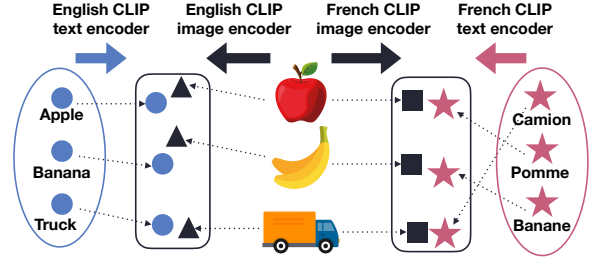 English CLIP
text encoder
English CLIP
image encoder
French CLIP
image encoder
French CLIP
text encoder
Apple
Banana
Truck
Camion
Pomme
Banane